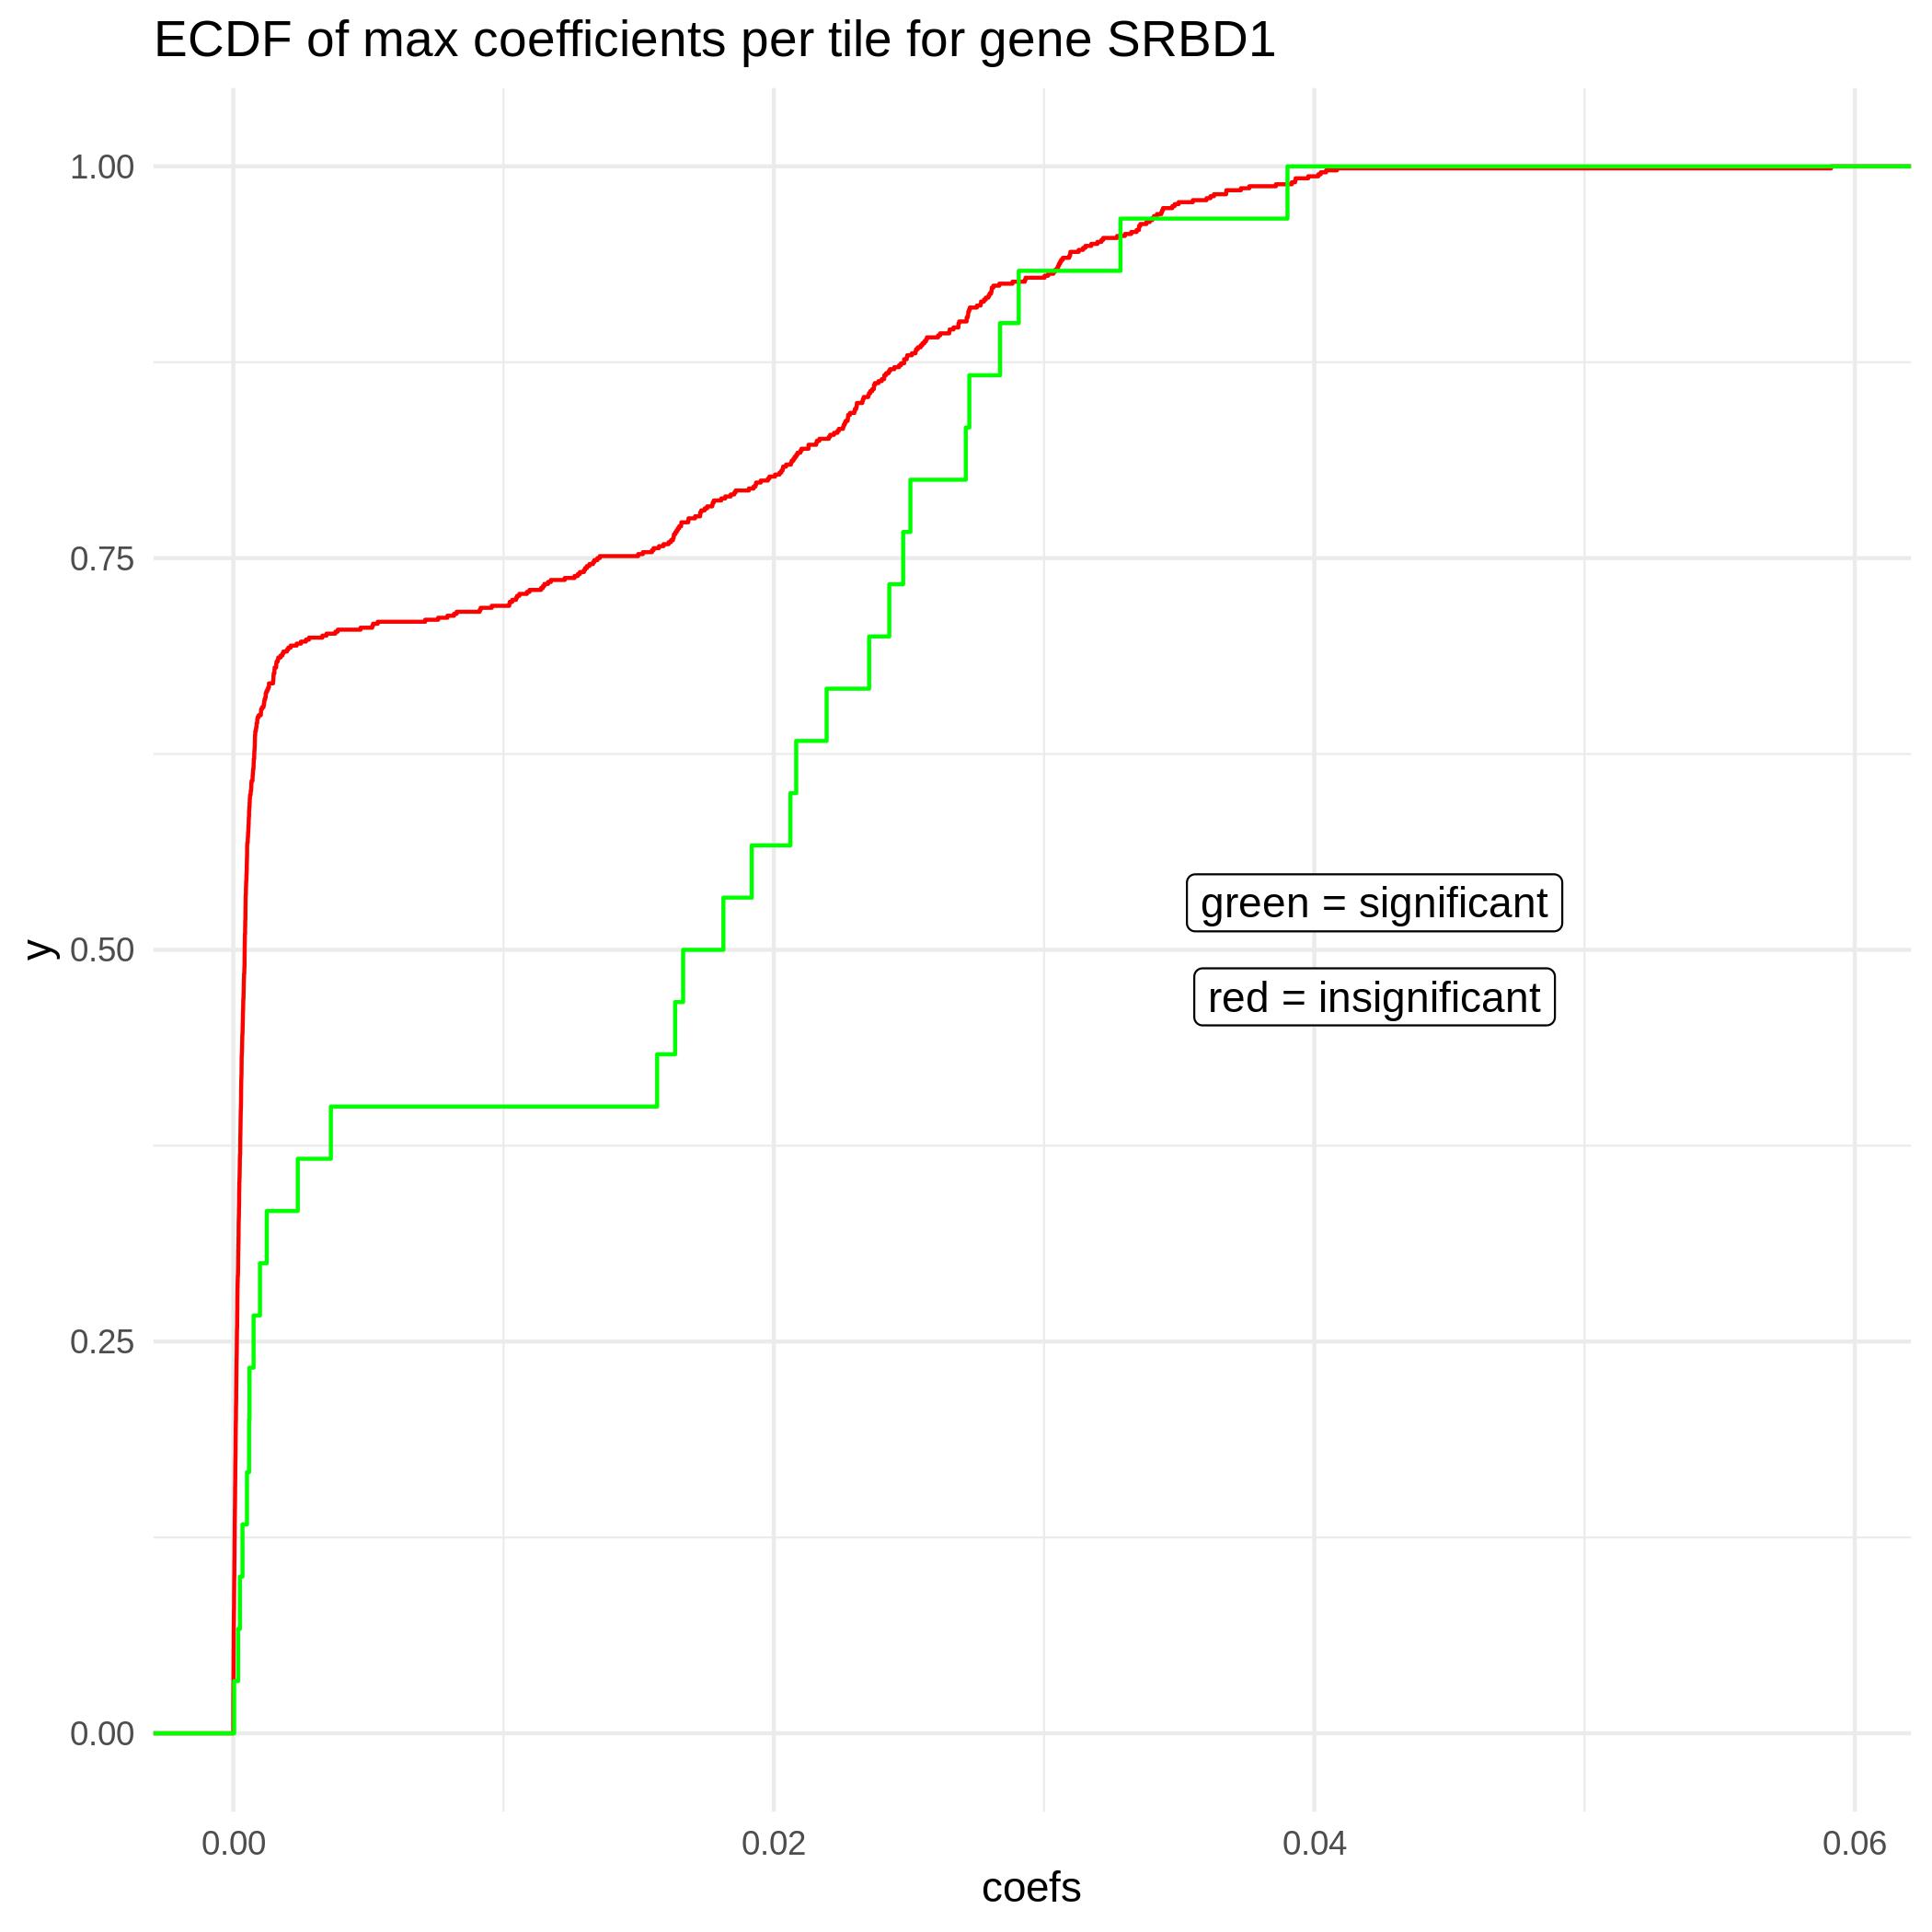 ECDF of max coefficients per tile for gene SRBD1
1.00
0.75
0.50
0.25
0.00
y
green = significant
red = insignificant
0.00 0.02 0.04 0.06
coefs